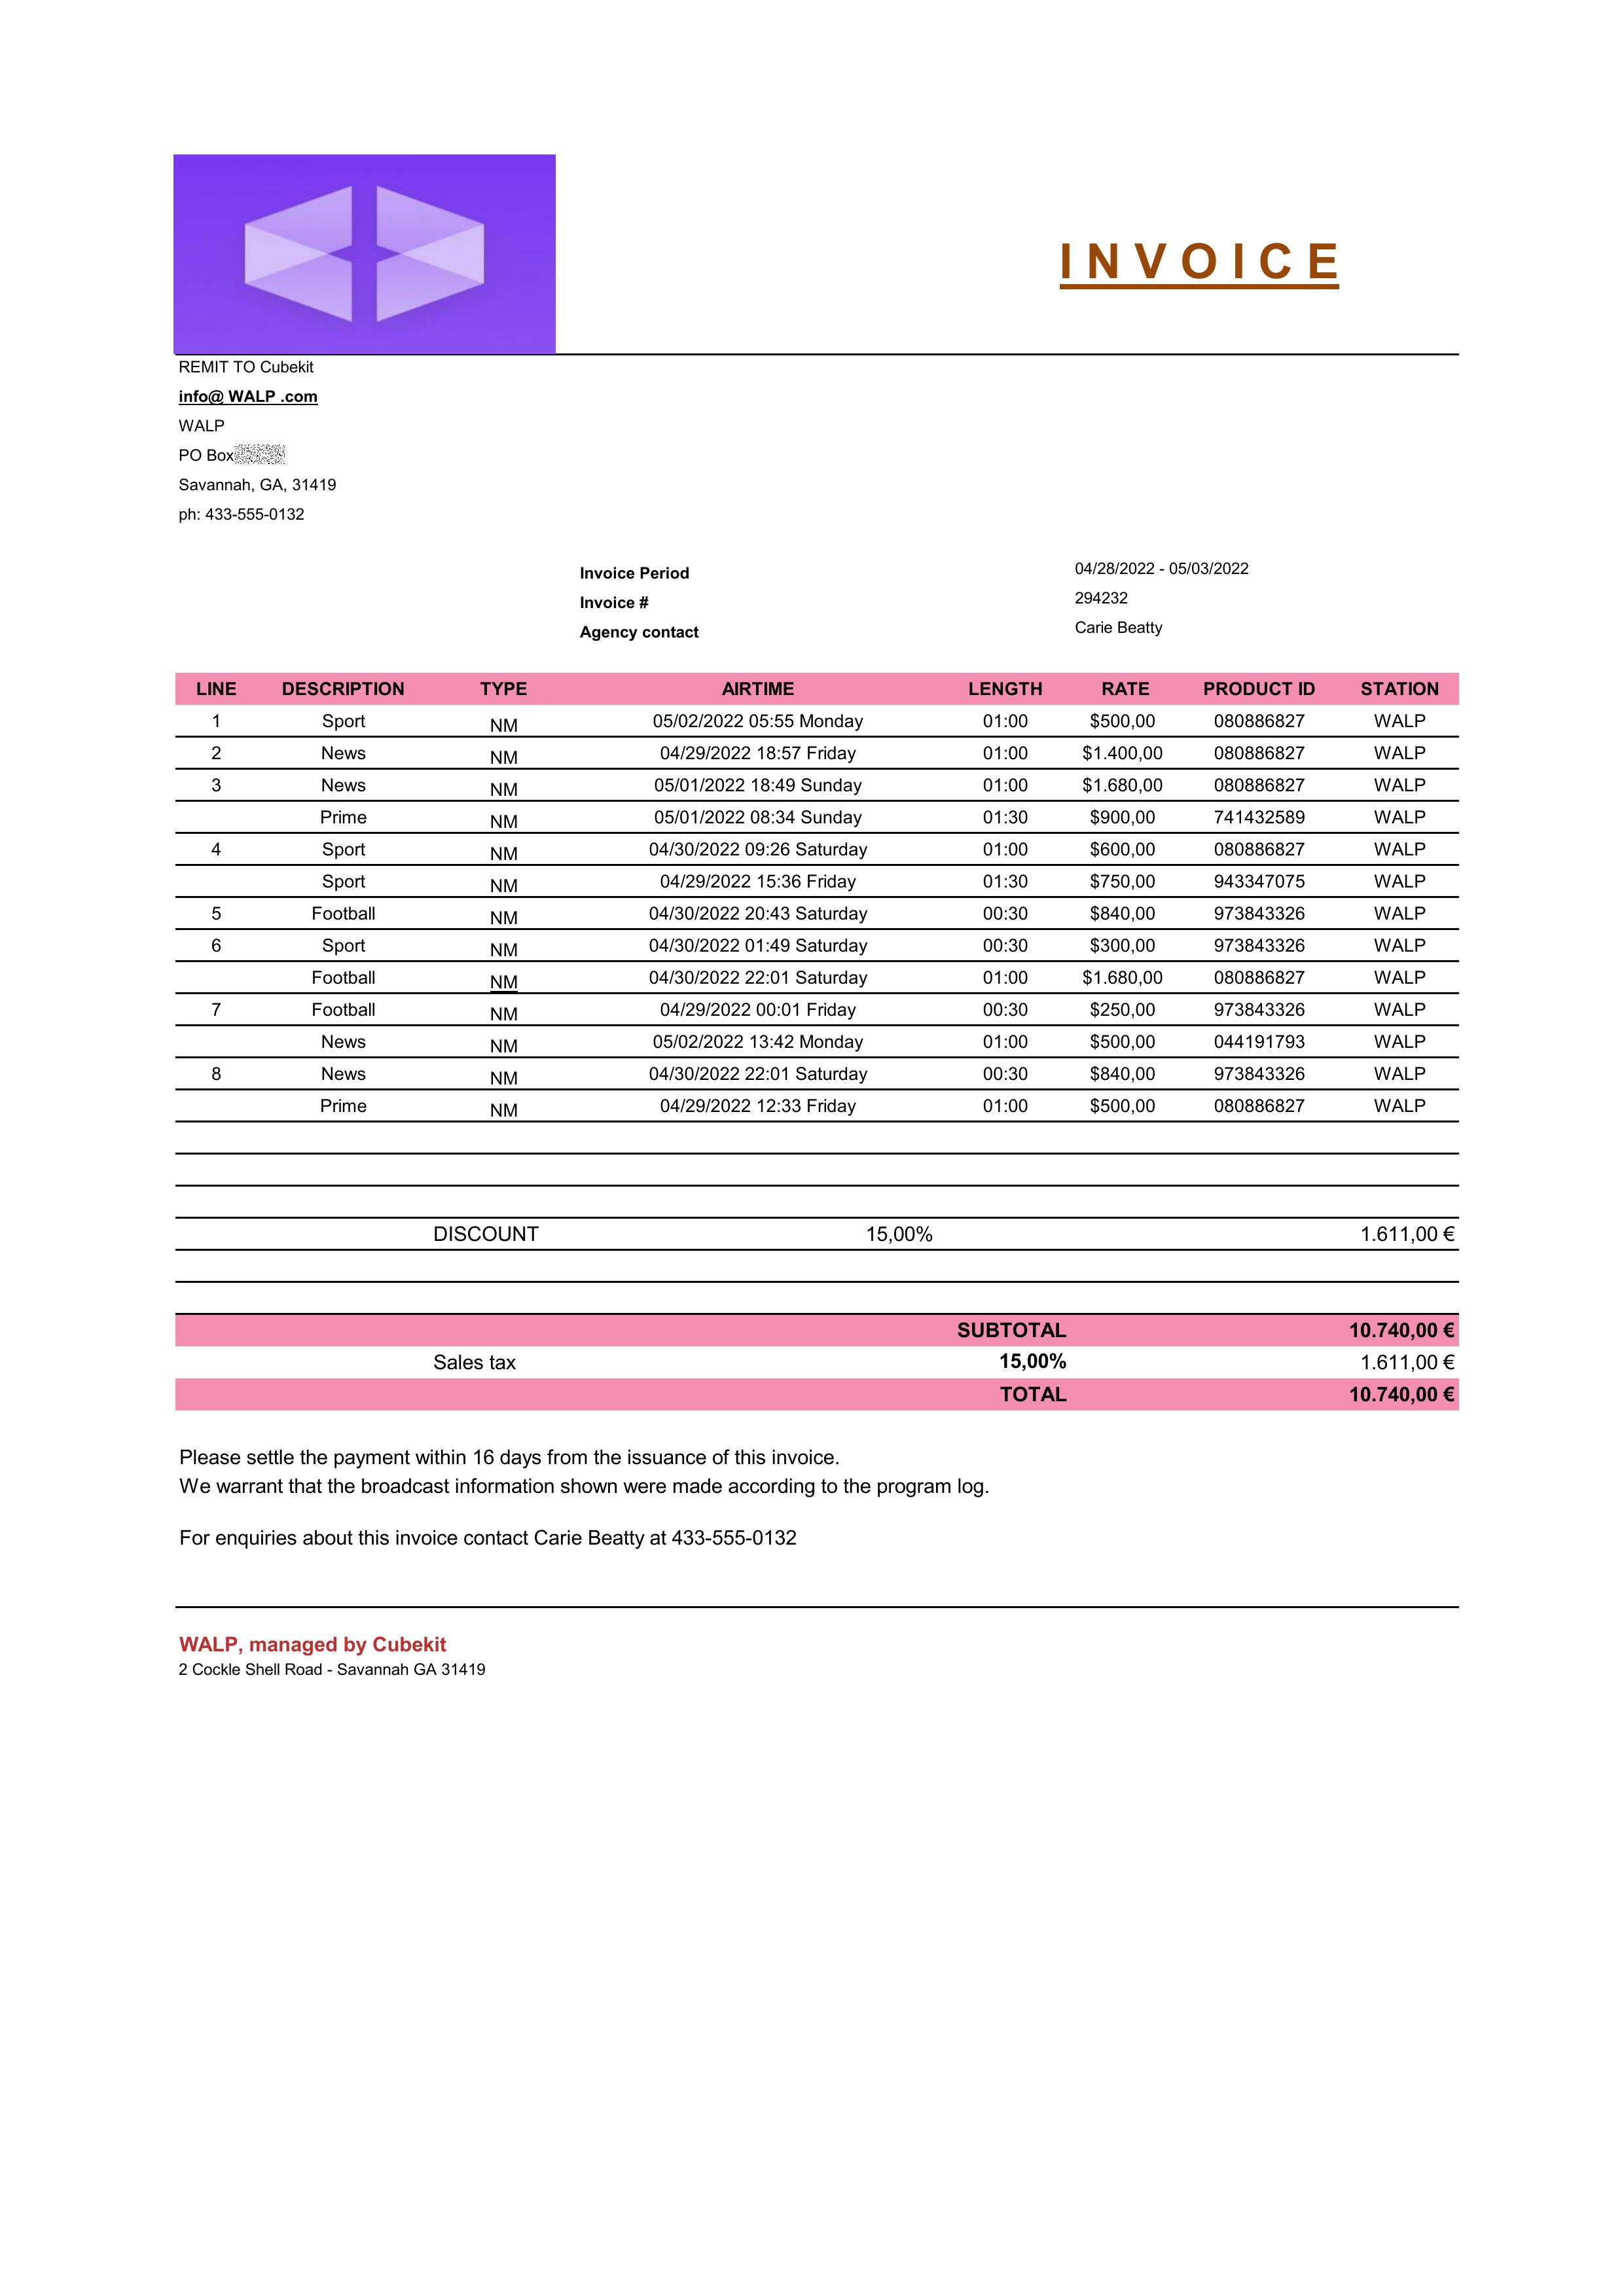 I N V O I C E
REMIT TO Cubekit
info@ WALP .com
WALP
PO Box
Savannah, GA, 31419
ph: 433-555-0132
Invoice Period 04/28/2022 - 05/03/2022
Invoice # 294232
Agency contact Carie Beatty
LINE DESCRIPTION TYPE AIRTIME LENGTH RATE PRODUCT ID STATION
1 Sport NM 05/02/2022 05:55 Monday 01:00 $500,00 080886827 WALP
2 News NM 04/29/2022 18:57 Friday 01:00 $1.400,00 080886827 WALP
3 News NM 05/01/2022 18:49 Sunday 01:00 $1.680,00 080886827 WALP
Prime NM 05/01/2022 08:34 Sunday 01:30 $900,00 741432589 WALP
4 Sport NM 04/30/2022 09:26 Saturday 01:00 $600,00 080886827 WALP
Sport NM 04/29/2022 15:36 Friday 01:30 $750,00 943347075 WALP
5 Football NM 04/30/2022 20:43 Saturday 00:30 $840,00 973843326 WALP
6 Sport NM 04/30/2022 01:49 Saturday 00:30 $300,00 973843326 WALP
Football NM 04/30/2022 22:01 Saturday 01:00 $1.680,00 080886827 WALP
7 Football NM 04/29/2022 00:01 Friday 00:30 $250,00 973843326 WALP
News NM 05/02/2022 13:42 Monday 01:00 $500,00 044191793 WALP
8 News NM 04/30/2022 22:01 Saturday 00:30 $840,00 973843326 WALP
Prime NM 04/29/2022 12:33 Friday 01:00 $500,00 080886827 WALP
DISCOUNT 15,00% 1.611,00 €
SUBTOTAL 10.740,00 €
Sales tax 15,00% 1.611,00 €
TOTAL 10.740,00 €
Please settle the payment within 16 days from the issuance of this invoice.
We warrant that the broadcast information shown were made according to the program log.
For enquiries about this invoice contact Carie Beatty at 433-555-0132
WALP, managed by Cubekit
2 Cockle Shell Road - Savannah GA 31419